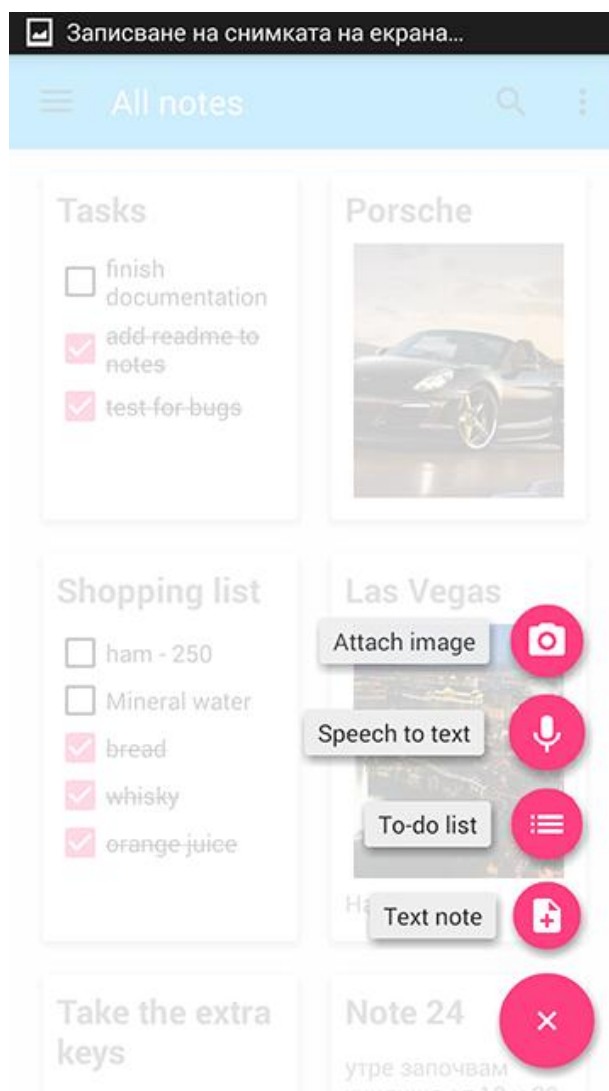 Записване на снимката на екрана...
All notes
Tasks
finish
documentation
add readme to
notes
test for bugs
Porsche
Shopping list
ham - 250
Mineral water
bread
whisky
orange juice
Las Vegas
Attach image
Speech to text
To-do list
Text note
Take the extra
keys
Note 24
утре започвам